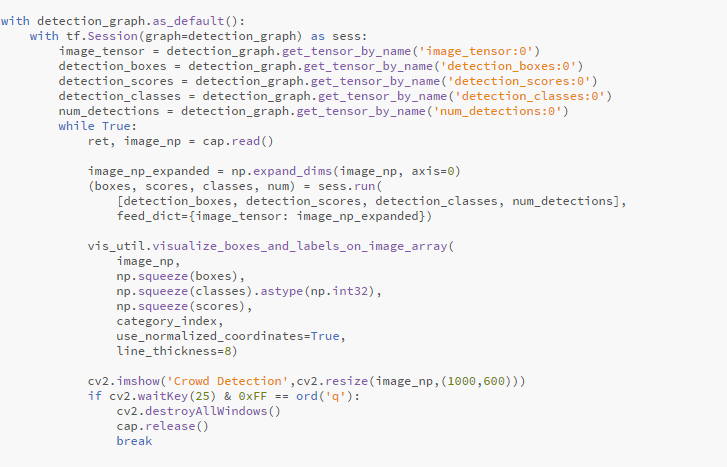 with detection_graph.as_default():
    with tf.Session(graph=detection_graph) as sess:
        image_tensor = detection_graph.get_tensor_by_name('image_tensor:0')
        detection_boxes = detection_graph.get_tensor_by_name('detection_boxes:0')
        detection_scores = detection_graph.get_tensor_by_name('detection_scores:0')
        detection_classes = detection_graph.get_tensor_by_name('detection_classes:0')
        num_detections = detection_graph.get_tensor_by_name('num_detections:0')
        while True:
            ret, image_np = cap.read()

            image_np_expanded = np.expand_dims(image_np, axis=0)
            (boxes, scores, classes, num) = sess.run(
                [detection_boxes, detection_scores, detection_classes, num_detections],
                feed_dict={image_tensor: image_np_expanded})

            vis_util.visualize_boxes_and_labels_on_image_array(
                image_np,
                np.squeeze(boxes),
                np.squeeze(classes).astype(np.int32),
                np.squeeze(scores),
                category_index,
                use_normalized_coordinates=True,
                line_thickness=8)

            cv2.imshow('Crowd Detection',cv2.resize(image_np,(1000,600)))
            if cv2.waitKey(25) & 0xFF == ord('q'):
                cv2.destroyAllWindows()
                cap.release()
                break